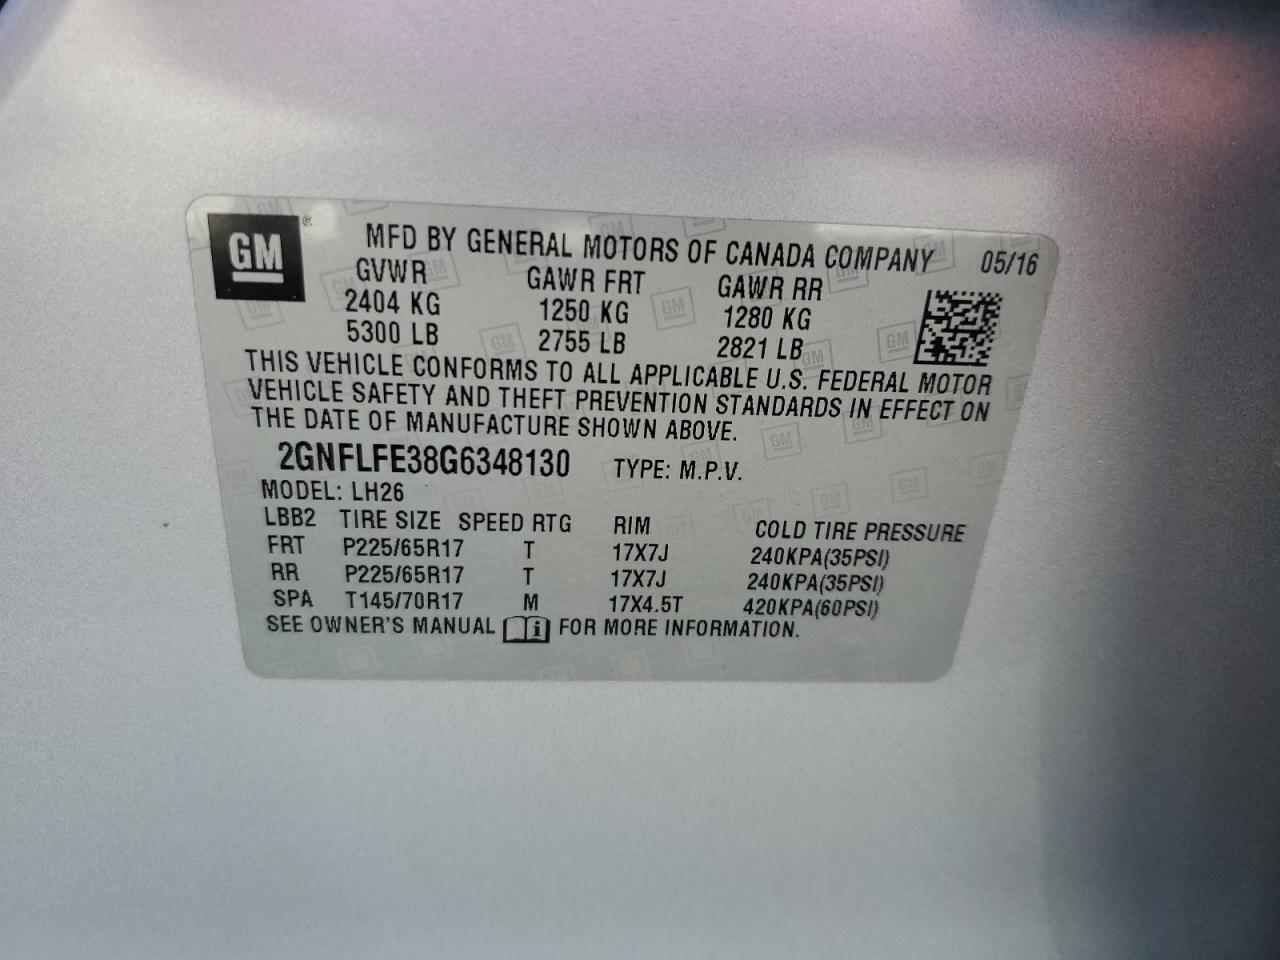 GM ®
MFD BY GENERAL MOTORS OF CANADA COMPANY 05/16
GVWR GAWR FRT GAWR RR
2404 KG 1250 KG 1280 KG
5300 LB 2755 LB 2821 LB
THIS VEHICLE CONFORMS TO ALL APPLICABLE U.S. FEDERAL MOTOR
VEHICLE SAFETY AND THEFT PREVENTION STANDARDS IN EFFECT ON
THE DATE OF MANUFACTURE SHOWN ABOVE.
2GNFLFE38G6348130 TYPE: M.P.V.
MODEL: LH26
LBB2 TIRE SIZE SPEED RTG RIM COLD TIRE PRESSURE
FRT P225/65R17 T 17X7J 240KPA(35PSI)
RR P225/65R17 T 17X7J 240KPA(35PSI)
SPA T145/70R17 M 17X4.5T 420KPA(60PSI)
SEE OWNER'S MANUAL i FOR MORE INFORMATION.